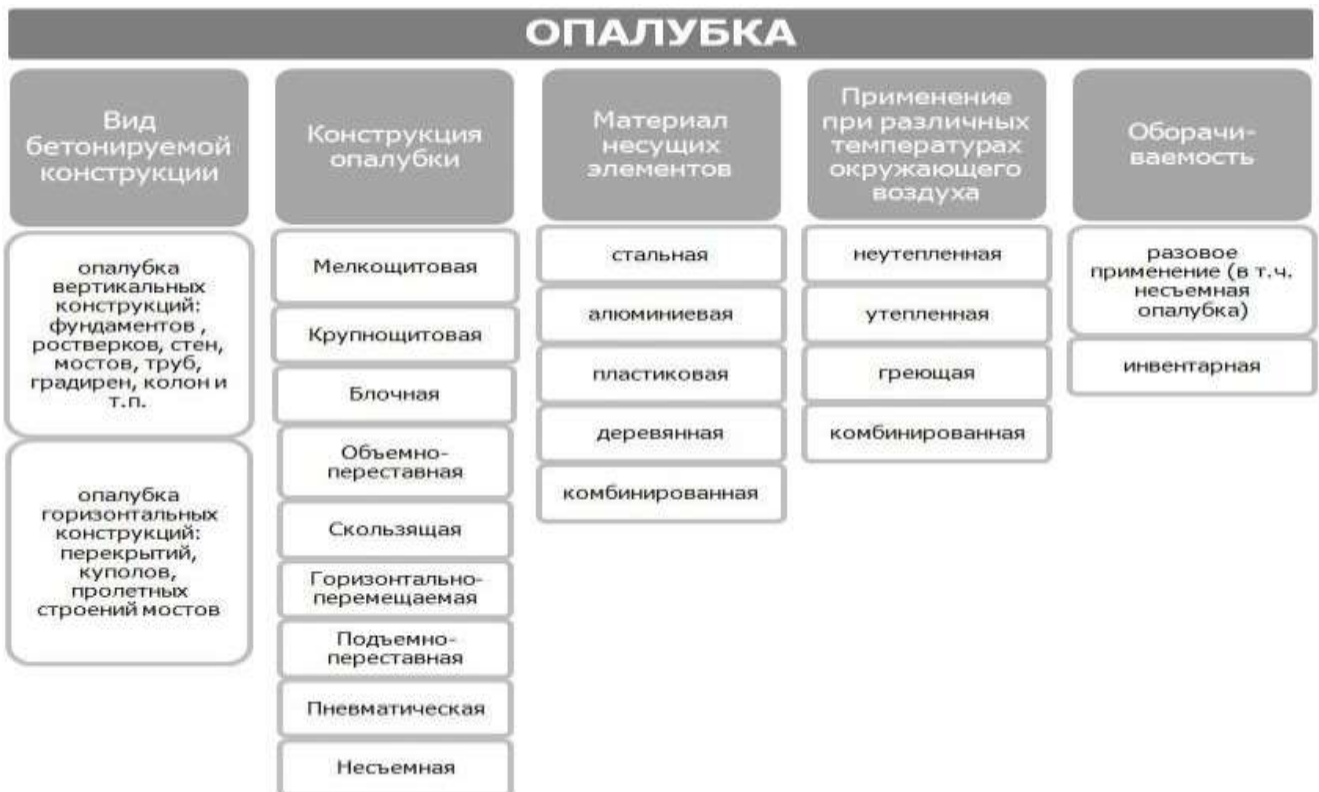 ОПАЛУБКА
Вид
бетонируемой
конструкции
опалубка
вертикальных
конструкций:
фундаментов ,
ростверков, стен,
мостов, труб,
градирен, колон и
т.п.
опалубка
горизонтальных
конструкций:
перекрытий,
куполов,
пролетных
строений мостов
Конструкция
опалубки
Мелкощитовая
Крупнощитовая
Блочная
Объемно-
переставная
Скользящая
Горизонтально-
перемещаемая
Подъемно-
переставная
Пневматическая
Несъемная
Материал
несущих
элементов
стальная
алюминиевая
пластиковая
деревянная
комбинированная
Применение
при различных
температурах
окружающего
воздуха
неутепленная
утепленная
греющая
комбинированная
Оборачи-
ваемость
разовое
применение (в т.ч.
несъемная
опалубка)
инвентарная